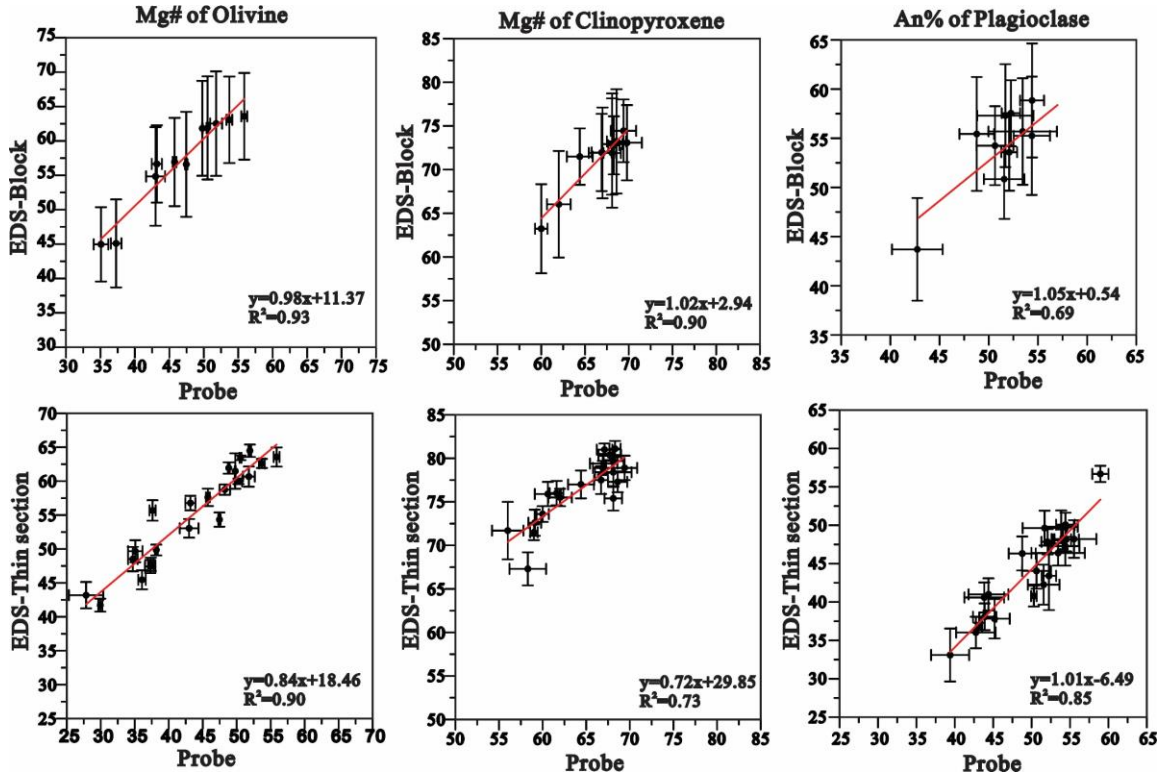 Mg# of Olivine
Mg# of Clinopyroxene
An% of Plagioclase
EDS-Block
75
70
65
60
55
50
45
40
35
30
y=0.98x+11.37
R²=0.93
30 35 40 45 50 55 60 65 70 75
Probe
EDS-Block
85
80
75
70
65
60
55
50
y=1.02x+2.94
R²=0.90
50 55 60 65 70 75 80 85
Probe
EDS-Block
65
60
55
50
45
40
35
y=1.05x+0.54
R²=0.69
35 40 45 50 55 60 65
Probe
EDS-Thin section
70
65
60
55
50
45
40
35
30
25
y=0.84x+18.46
R²=0.90
25 30 35 40 45 50 55 60 65 70
Probe
EDS-Thin section
85
80
75
70
65
60
55
50
y=0.72x+29.85
R²=0.73
50 55 60 65 70 75 80 85
Probe
EDS-Thin section
65
60
55
50
45
40
35
30
25
y=1.01x-6.49
R²=0.85
25 30 35 40 45 50 55 60 65
Probe